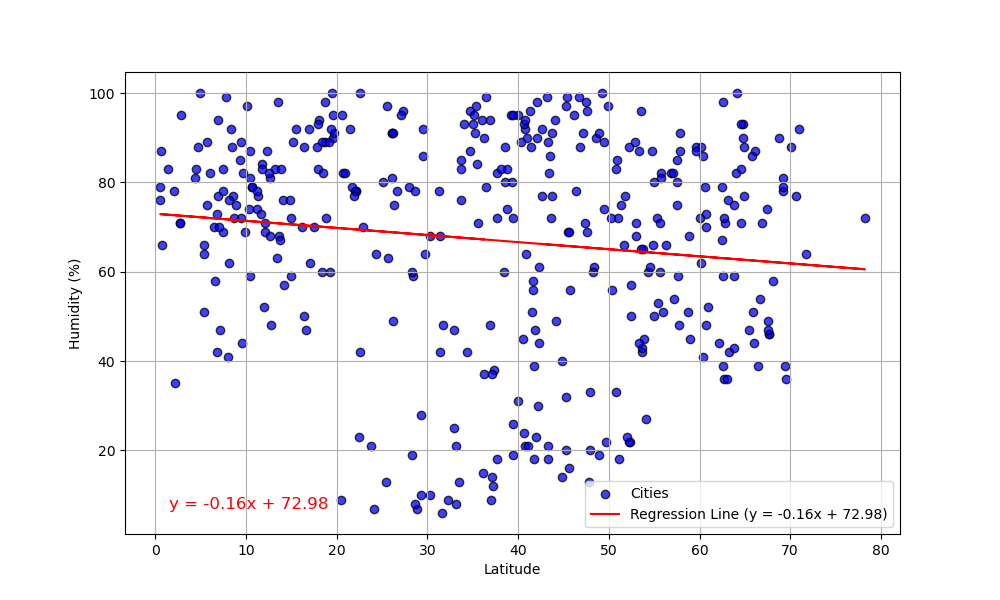 100
80
60
40
20
Humidity (%)
y = -0.16x + 72.98
Cities
Regression Line (y = -0.16x + 72.98)
0 10 20 30 40 50 60 70 80
Latitude